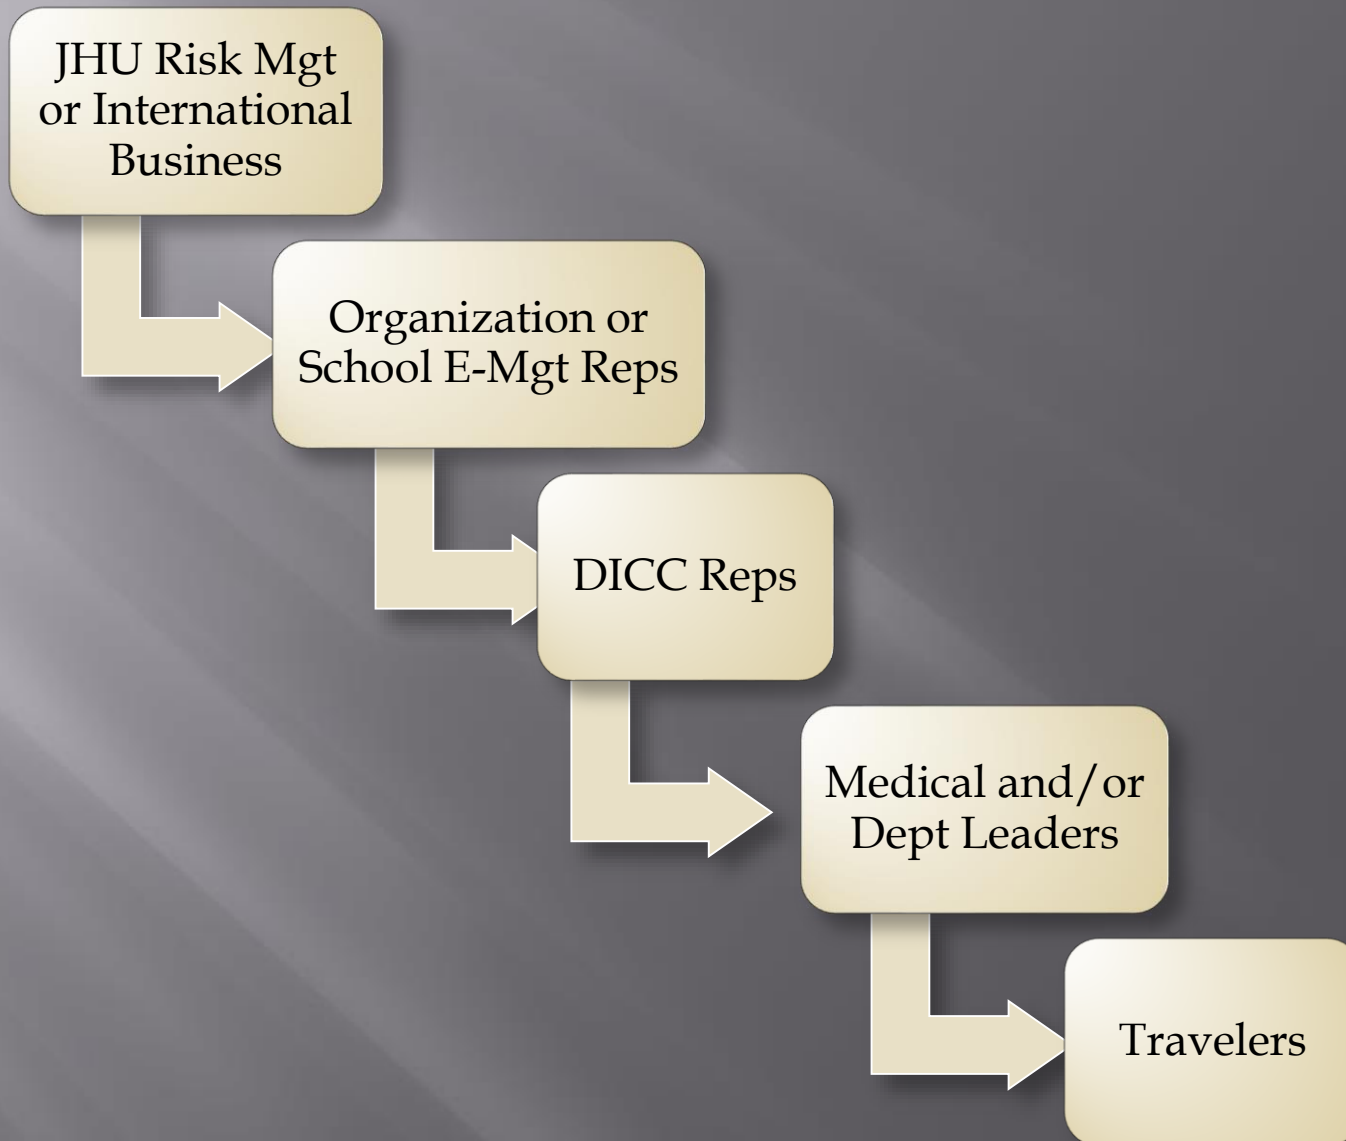 JHU Risk Mgt
or International
Business
Organization or
School E-Mgt Reps
DICC Reps
Medical and/or
Dept Leaders
Travelers